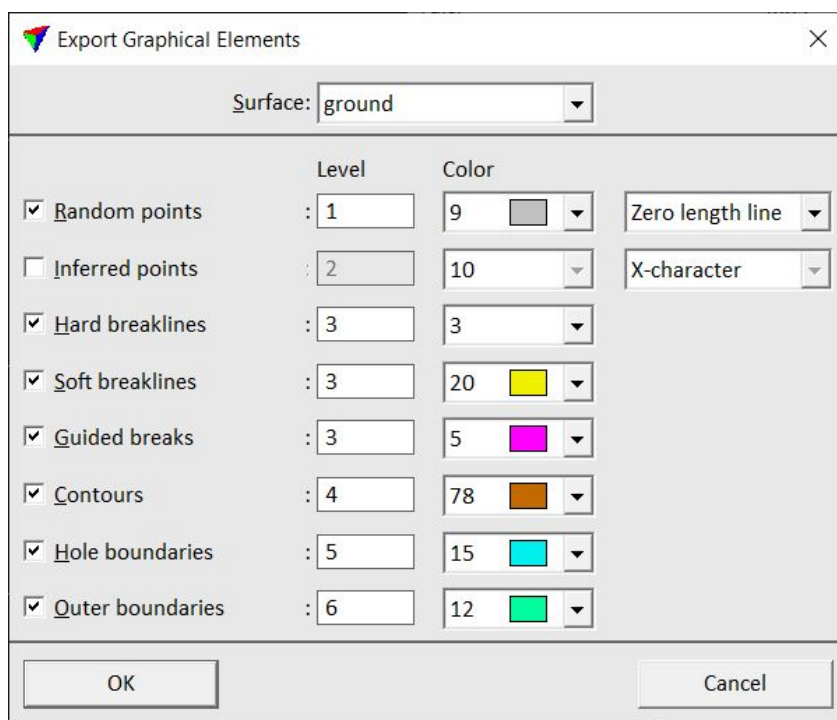 Export Graphical Elements
Surface: ground
Level Color
Random points : 1 9 Zero length line
Inferred points : 2 10 X-character
Hard breaklines : 3 3
Soft breaklines : 3 20
Guided breaks : 3 5
Contours : 4 78
Hole boundaries : 5 15
Outer boundaries : 6 12
OK Cancel